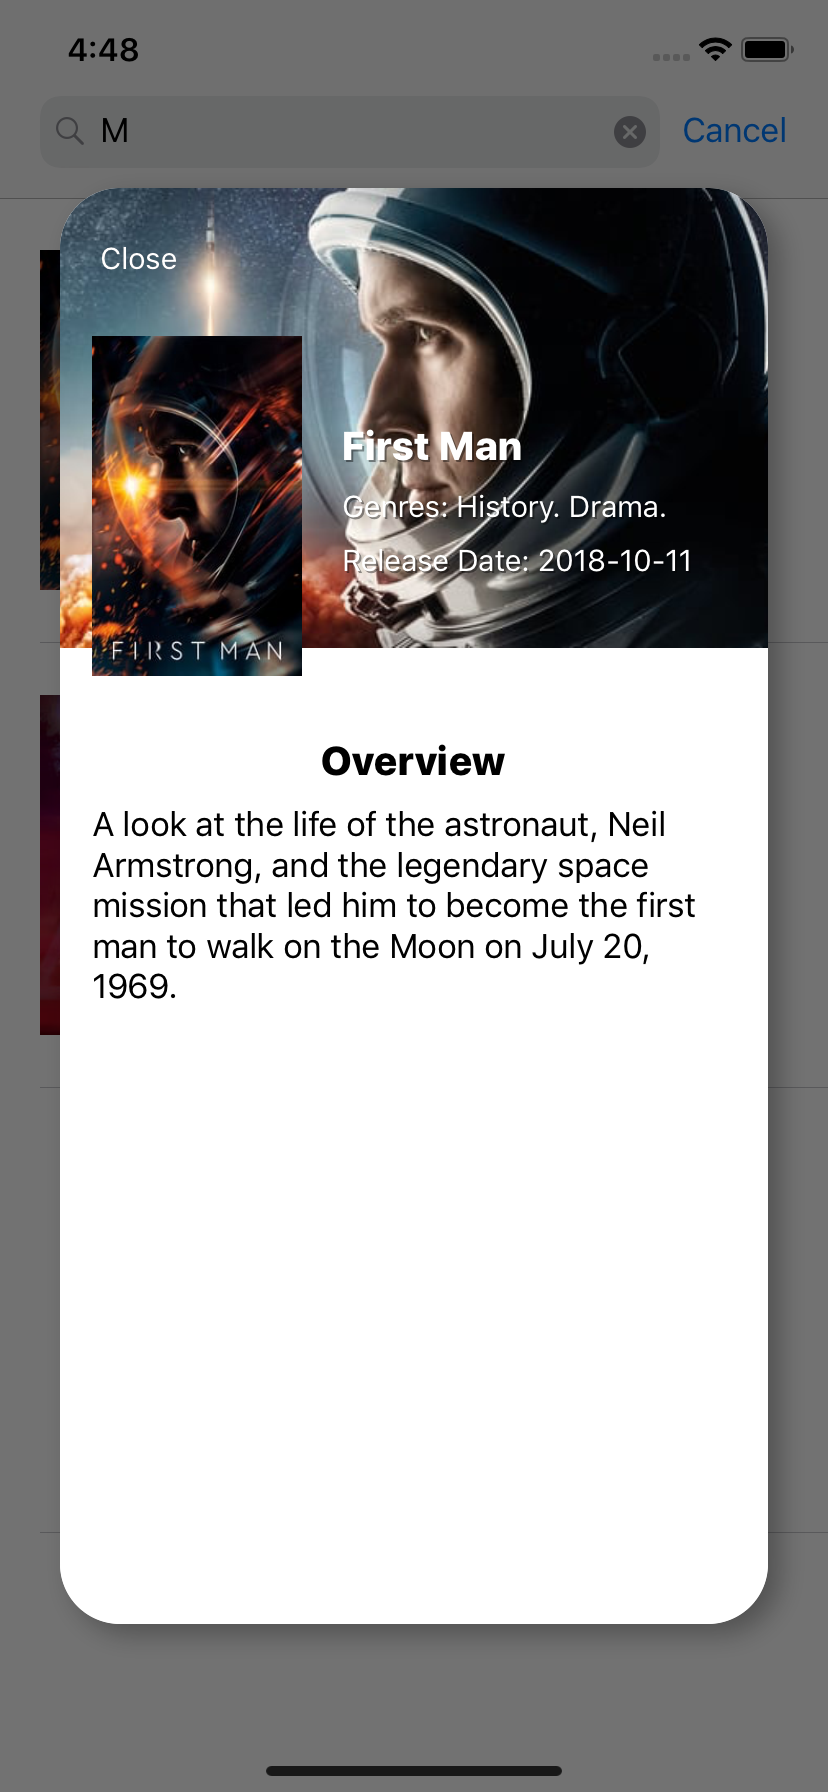 4:48
M
Cancel
Close
First Man
Genres: History. Drama.
Release Date: 2018-10-11
FIRST MAN
Overview
A look at the life of the astronaut, Neil
Armstrong, and the legendary space
mission that led him to become the first
man to walk on the Moon on July 20,
1969.